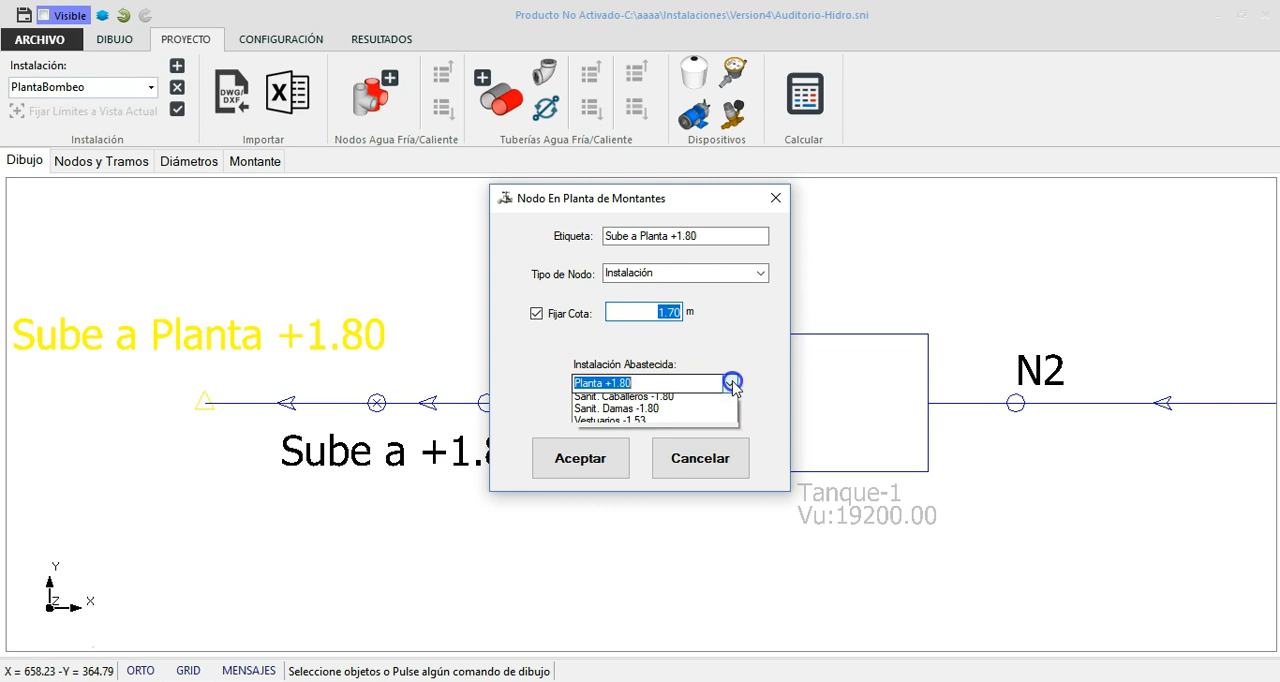 Visible
Producto No Activado-C:\aaaa\Instalaciones\Version4\Auditorio-Hidro.sni
ARCHIVO DIBUJO PROYECTO CONFIGURACIÓN RESULTADOS
Instalación:
PlantaBombeo
Fijar Límites a Vista Actual
DWG/
DXF
Instalación Importar Nodos Agua Fría/Caliente Tuberías Agua Fría/Caliente Dispositivos Calcular
Dibujo Nodos y Tramos Diámetros Montante
Nodo En Planta de Montantes
Etiqueta: Sube a Planta +1.80
Tipo de Nodo: Instalación
Fijar Cota: 1.70 m
Instalación Abastecida:
Planta +1.80
Sanit. Caballeros -1.80
Sanit. Damas -1.80
Vestuarios -1.53
Aceptar Cancelar
Sube a Planta +1.80
Sube a +1.8
N2
Tanque-1
Vu:19200.00
Y
Z
X
X = 658.23 -Y = 364.79 ORTO GRID MENSAJES Seleccione objetos o Pulse algún comando de dibujo